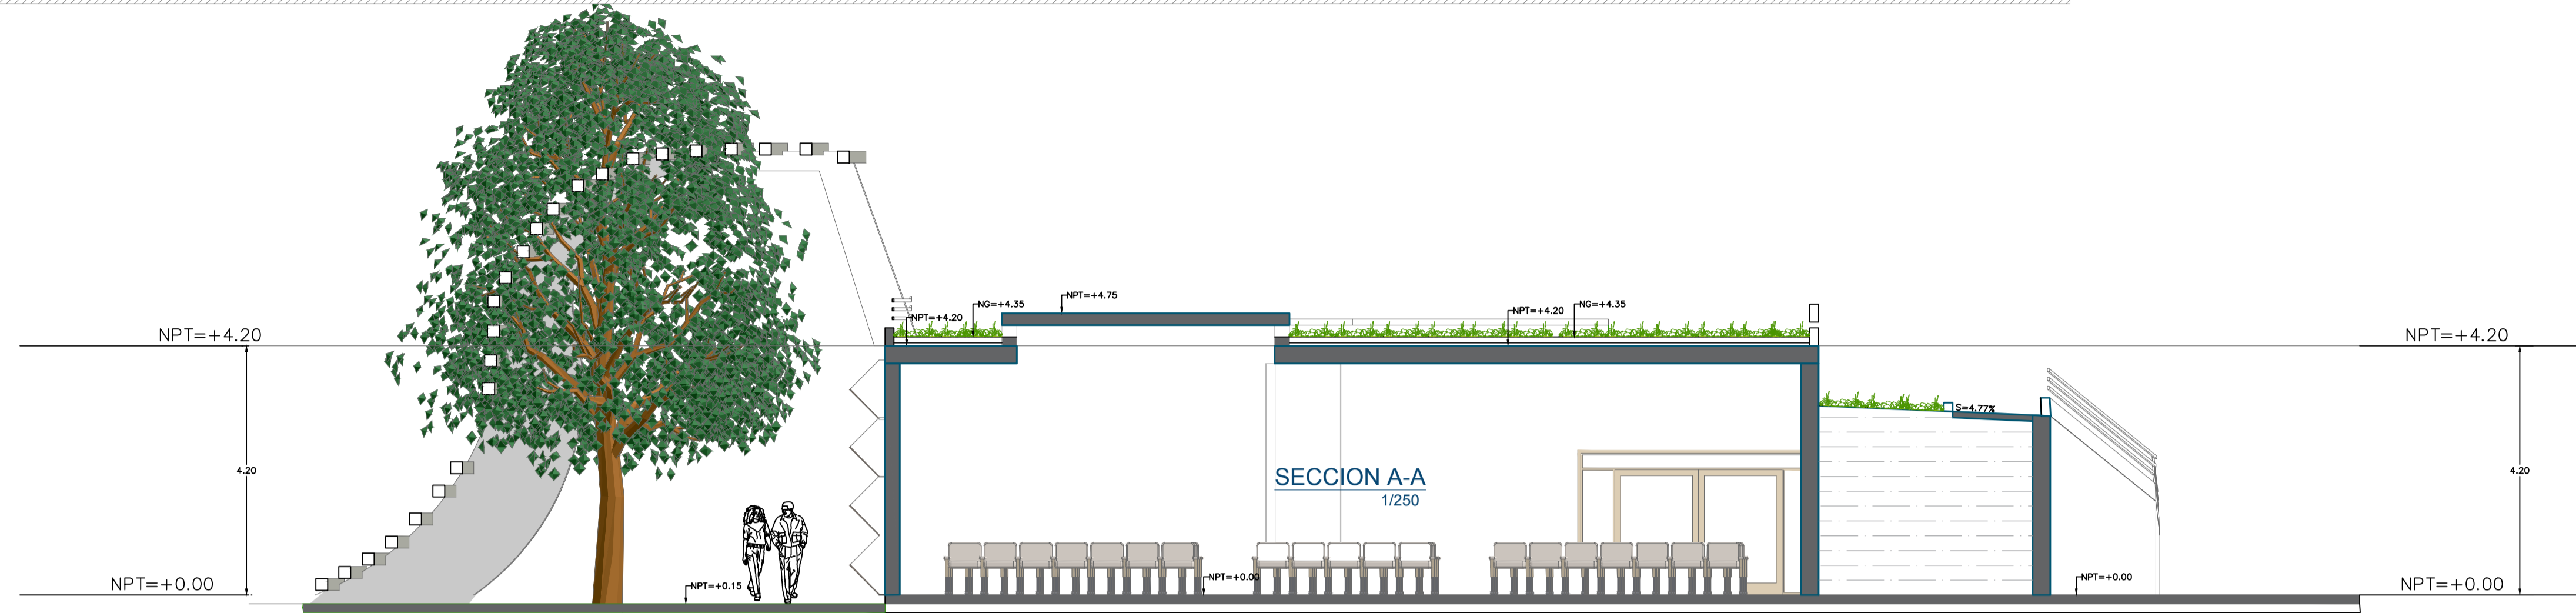 NG=+4.35
NPT=+4.75
NPT=+4.20
NPT=+4.20
NG=+4.35
NPT=+4.20
NPT=+4.20
S=4.77%
4.20
SECCION A-A
1/250
4.20
NPT=+0.00
NPT=+0.15
NPT=+0.00
NPT=+0.00
NPT=+0.00